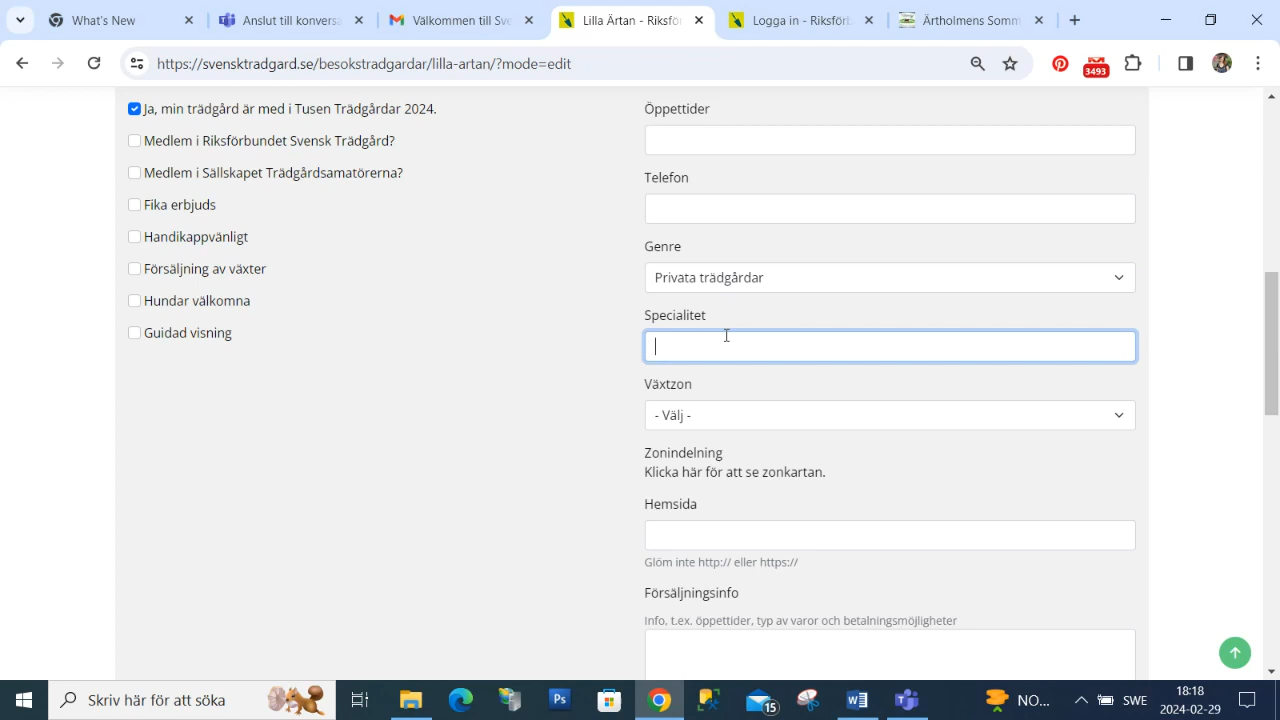 What's New
Anslut till konversa
Välkommen till Sve
Lilla Ärtan - Riksför
Logga in - Riksförb
Ärtholmens Somm
https://svensktradgard.se/besokstradgardar/lilla-artan/?mode=edit
3493
Ja, min trädgård är med i Tusen Trädgårdar 2024.
Medlem i Riksförbundet Svensk Trädgård?
Medlem i Sällskapet Trädgårdsamatörerna?
Fika erbjuds
Handikappvänligt
Försäljning av växter
Hundar välkomna
Guidad visning
Öppettider
Telefon
Genre
Privata trädgårdar
Specialitet
Växtzon
- Välj -
Zonindelning
Klicka här för att se zonkartan.
Hemsida
Glöm inte http:// eller https://
Försäljningsinfo
Info, t.ex. öppettider, typ av varor och betalningsmöjligheter
Skriv här för att söka
Ps
15
NO...
SWE
18:18
2024-02-29